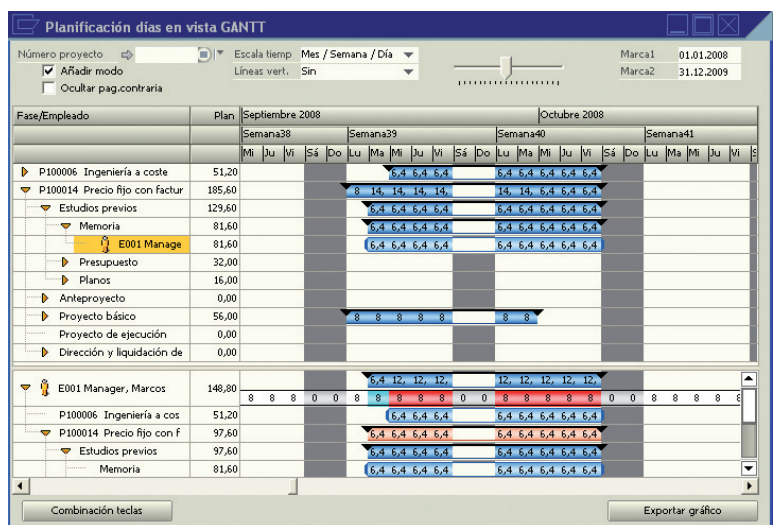 Planificación días en vista GANTT
Número proyecto Escala tiemp Mes / Semana / Día Marca1 01.01.2008
Añadir modo Líneas vert. Sin Marca2 31.12.2009
Ocultar pag.contraria
Fase/Empleado Plan Septiembre 2008 Octubre 2008
Semana38 Semana39 Semana40 Semana41
Mi Ju Vi Sá Do Lu Ma Mi Ju Vi Sá Do Lu Ma Mi Ju Vi Sá Do Lu Ma Mi Ju Vi S
P100006 Ingeniería a coste 51,20 6,4 6,4 6,4 6,4 6,4 6,4 6,4 6,4
P100014 Precio fijo con factur 185,60 8 14, 14, 14, 14, 14, 14, 6,4 6,4 6,4
Estudios previos 129,60 6,4 6,4 6,4 6,4 6,4 6,4 6,4 6,4 6,4
Memoria 81,60 6,4 6,4 6,4 6,4 6,4 6,4 6,4 6,4 6,4
E001 Manage 81,60 6,4 6,4 6,4 6,4 6,4 6,4 6,4 6,4 6,4
Presupuesto 32,00
Planos 16,00
Anteproyecto 0,00
Proyecto básico 56,00 8 8 8 8 8 8 8
Proyecto de ejecución 0,00
Dirección y liquidación de 0,00
E001 Manager, Marcos 148,80 6,4 12, 12, 12, 12, 12, 12, 12, 12,
8 8 8 0 0 8 8 8 8 8 0 0 8 8 8 8 8 0 0 8 8 8 8 8
P100006 Ingeniería a cos 51,20 6,4 6,4 6,4 6,4 6,4 6,4 6,4 6,4
P100014 Precio fijo con f 97,60 6,4 6,4 6,4 6,4 6,4 6,4 6,4 6,4 6,4
Estudios previos 97,60 6,4 6,4 6,4 6,4 6,4 6,4 6,4 6,4 6,4
Memoria 81,60 6,4 6,4 6,4 6,4 6,4 6,4 6,4 6,4 6,4
Combinación teclas Exportar gráfico